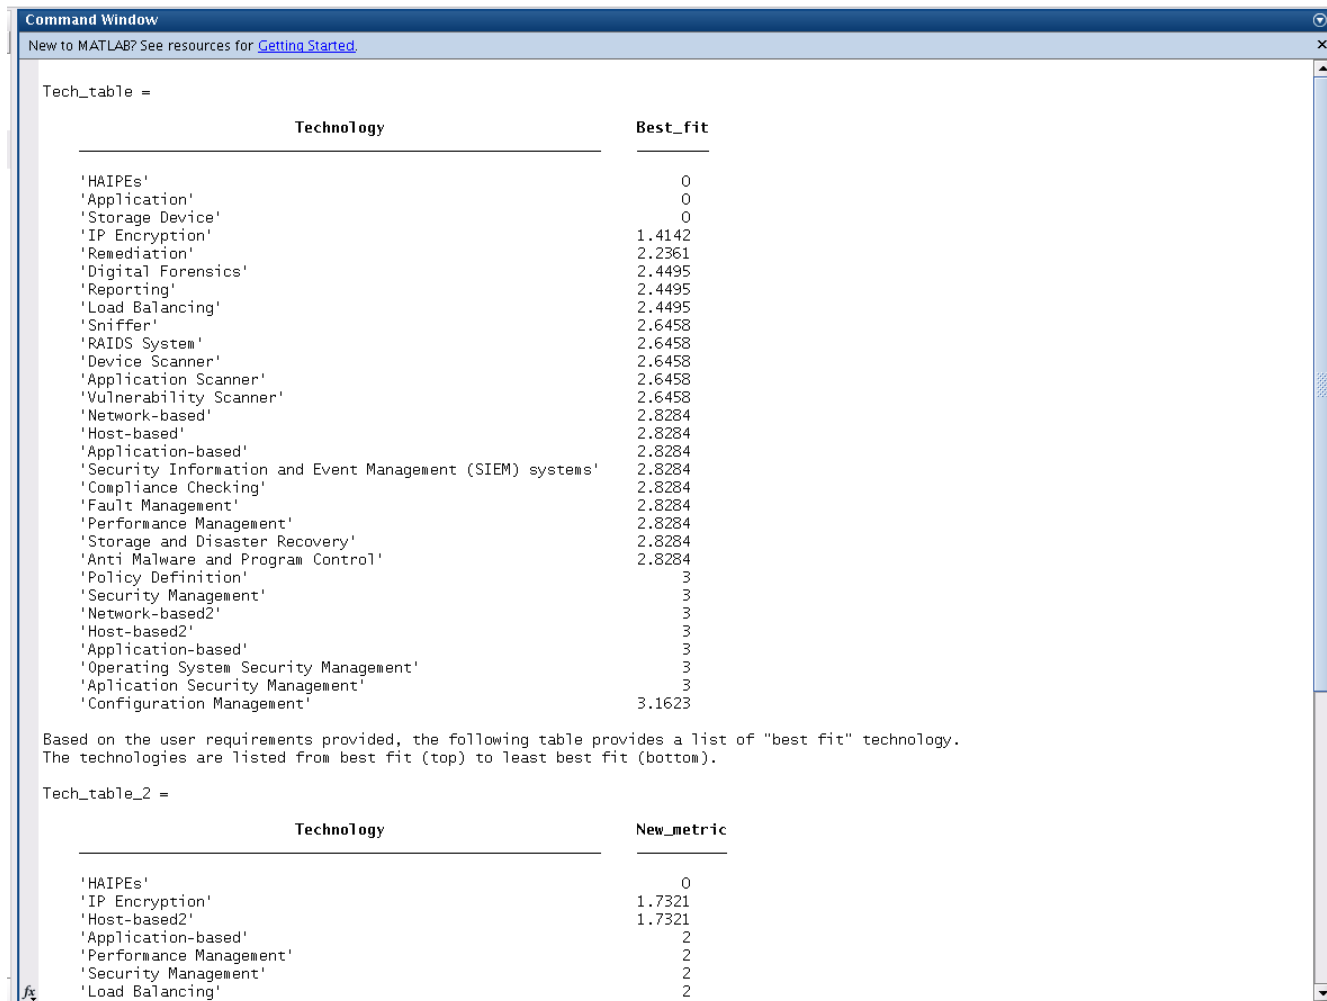 Command Window
New to MATLAB? See resources for Getting Started.
Tech_table =
Technology Best_fit
'HAIPEs' 0
'Application' 0
'Storage Device' 0
'IP Encryption' 1.4142
'Remediation' 2.2361
'Digital Forensics' 2.4495
'Reporting' 2.4495
'Load Balancing' 2.4495
'Sniffer' 2.6458
'RAIDS System' 2.6458
'Device Scanner' 2.6458
'Application Scanner' 2.6458
'Vulnerability Scanner' 2.6458
'Network-based' 2.8284
'Host-based' 2.8284
'Application-based' 2.8284
'Security Information and Event Management (SIEM) systems' 2.8284
'Compliance Checking' 2.8284
'Fault Management' 2.8284
'Performance Management' 2.8284
'Storage and Disaster Recovery' 2.8284
'Anti Malware and Program Control' 2.8284
'Policy Definition' 3
'Security Management' 3
'Network-based2' 3
'Host-based2' 3
'Application-based' 3
'Operating System Security Management' 3
'Aplication Security Management' 3
'Configuration Management' 3.1623
Based on the user requirements provided, the following table provides a list of "best fit" technology.
The technologies are listed from best fit (top) to least best fit (bottom).
Tech_table_2 =
Technology New_metric
'HAIPEs' 0
'IP Encryption' 1.7321
'Host-based2' 1.7321
'Application-based' 2
'Performance Management' 2
'Security Management' 2
'Load Balancing' 2
fx